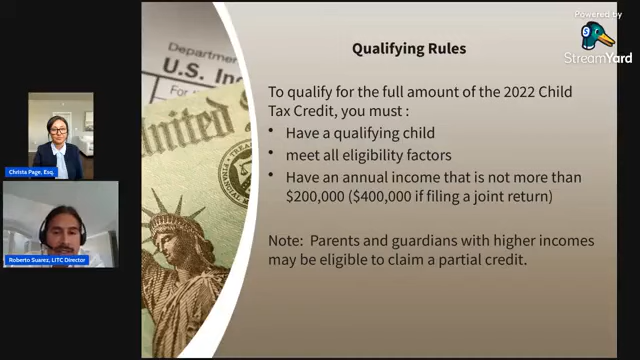 Powered by
StreamYard
Qualifying Rules
Departme
U.S. In
For
United
To qualify for the full amount of the 2022 Child
Tax Credit, you must :
• Have a qualifying child
• meet all eligibility factors
• Have an annual income that is not more than
$200,000 ($400,000 if filing a joint return)
Note: Parents and guardians with higher incomes
may be eligible to claim a partial credit.
Christa Page, Esq.
Roberto Suarez, LITC Director